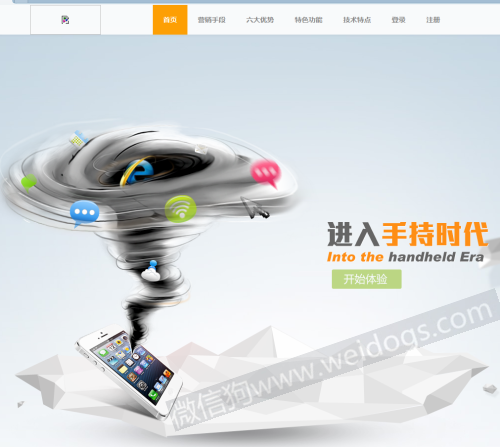 首页 营销手段 六大优势 特色功能 技术特点 登录 注册
进入手持时代
Into the handheld Era
开始体验
微信狗www.weidogs.com